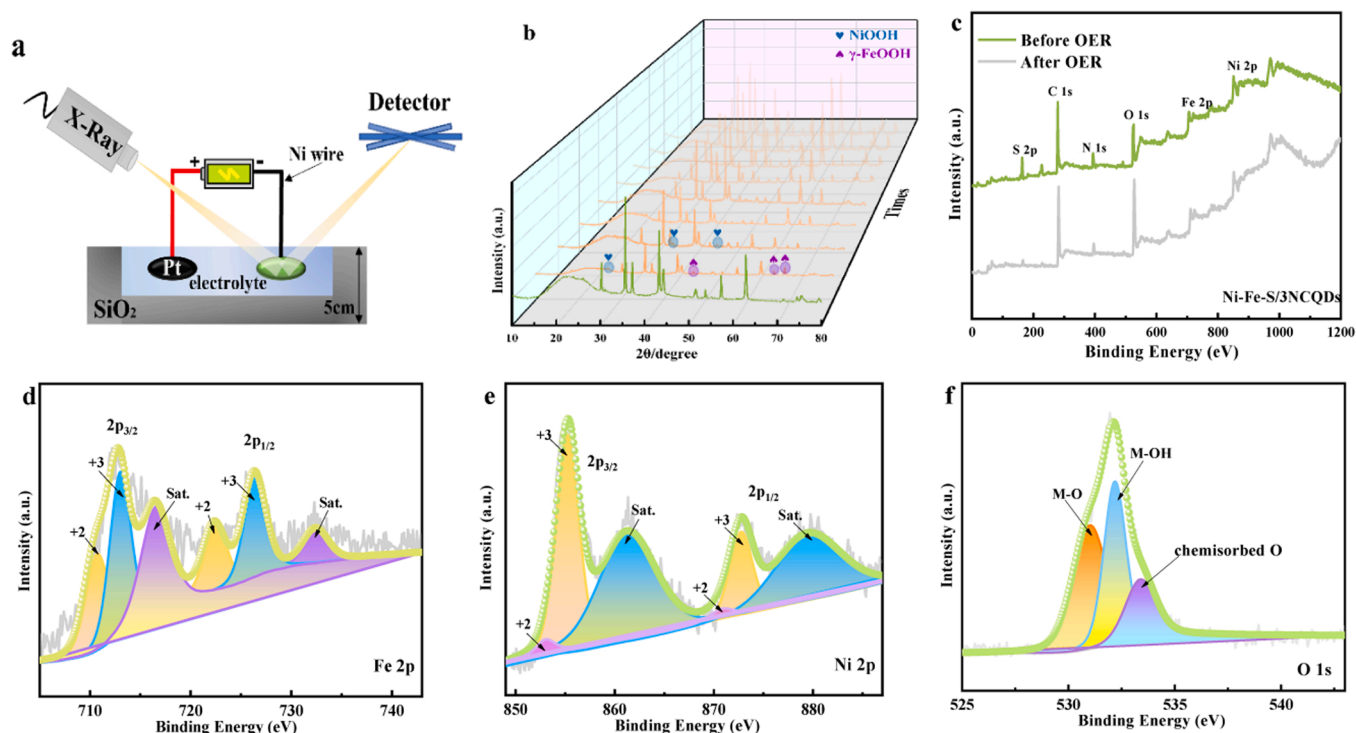 a
X-Ray
+
-
Ni wire
Detector
Pt
electrolyte
SiO₂
5cm
b
NiOOH
γ-FeOOH
Intensity (a.u.)
Times
10 20 30 40 50 60 70 80
2θ/degree
c
Before OER
After OER
S 2p
C 1s
N 1s
O 1s
Fe 2p
Ni 2p
Ni-Fe-S/3NCQDs
Intensity (a.u.)
0 200 400 600 800 1000 1200
Binding Energy (eV)
d
2p₃/₂
+3
+2
Sat.
2p₁/₂
+3
+2
Sat.
Fe 2p
Intensity (a.u.)
710 720 730 740
Binding Energy (eV)
e
+3
2p₃/₂
+2
Sat.
2p₁/₂
+3
+2
Sat.
Ni 2p
Intensity (a.u.)
850 860 870 880
Binding Energy (eV)
f
M-OH
M-O
chemisorbed O
O 1s
Intensity (a.u.)
525 530 535 540
Binding Energy (eV)